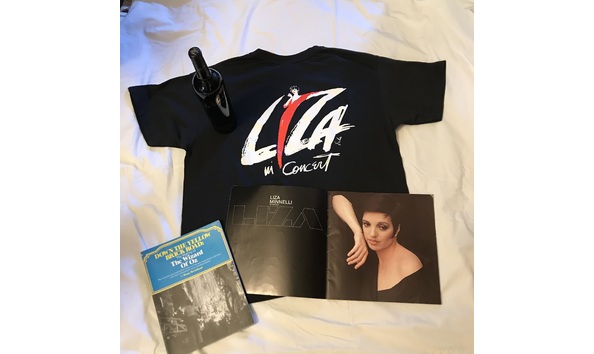 LIZA
in Concert
LIZA
MINNELLI
LIZA
DOWN THE YELLOW
BRICK ROAD:
The Wizard
Of Oz